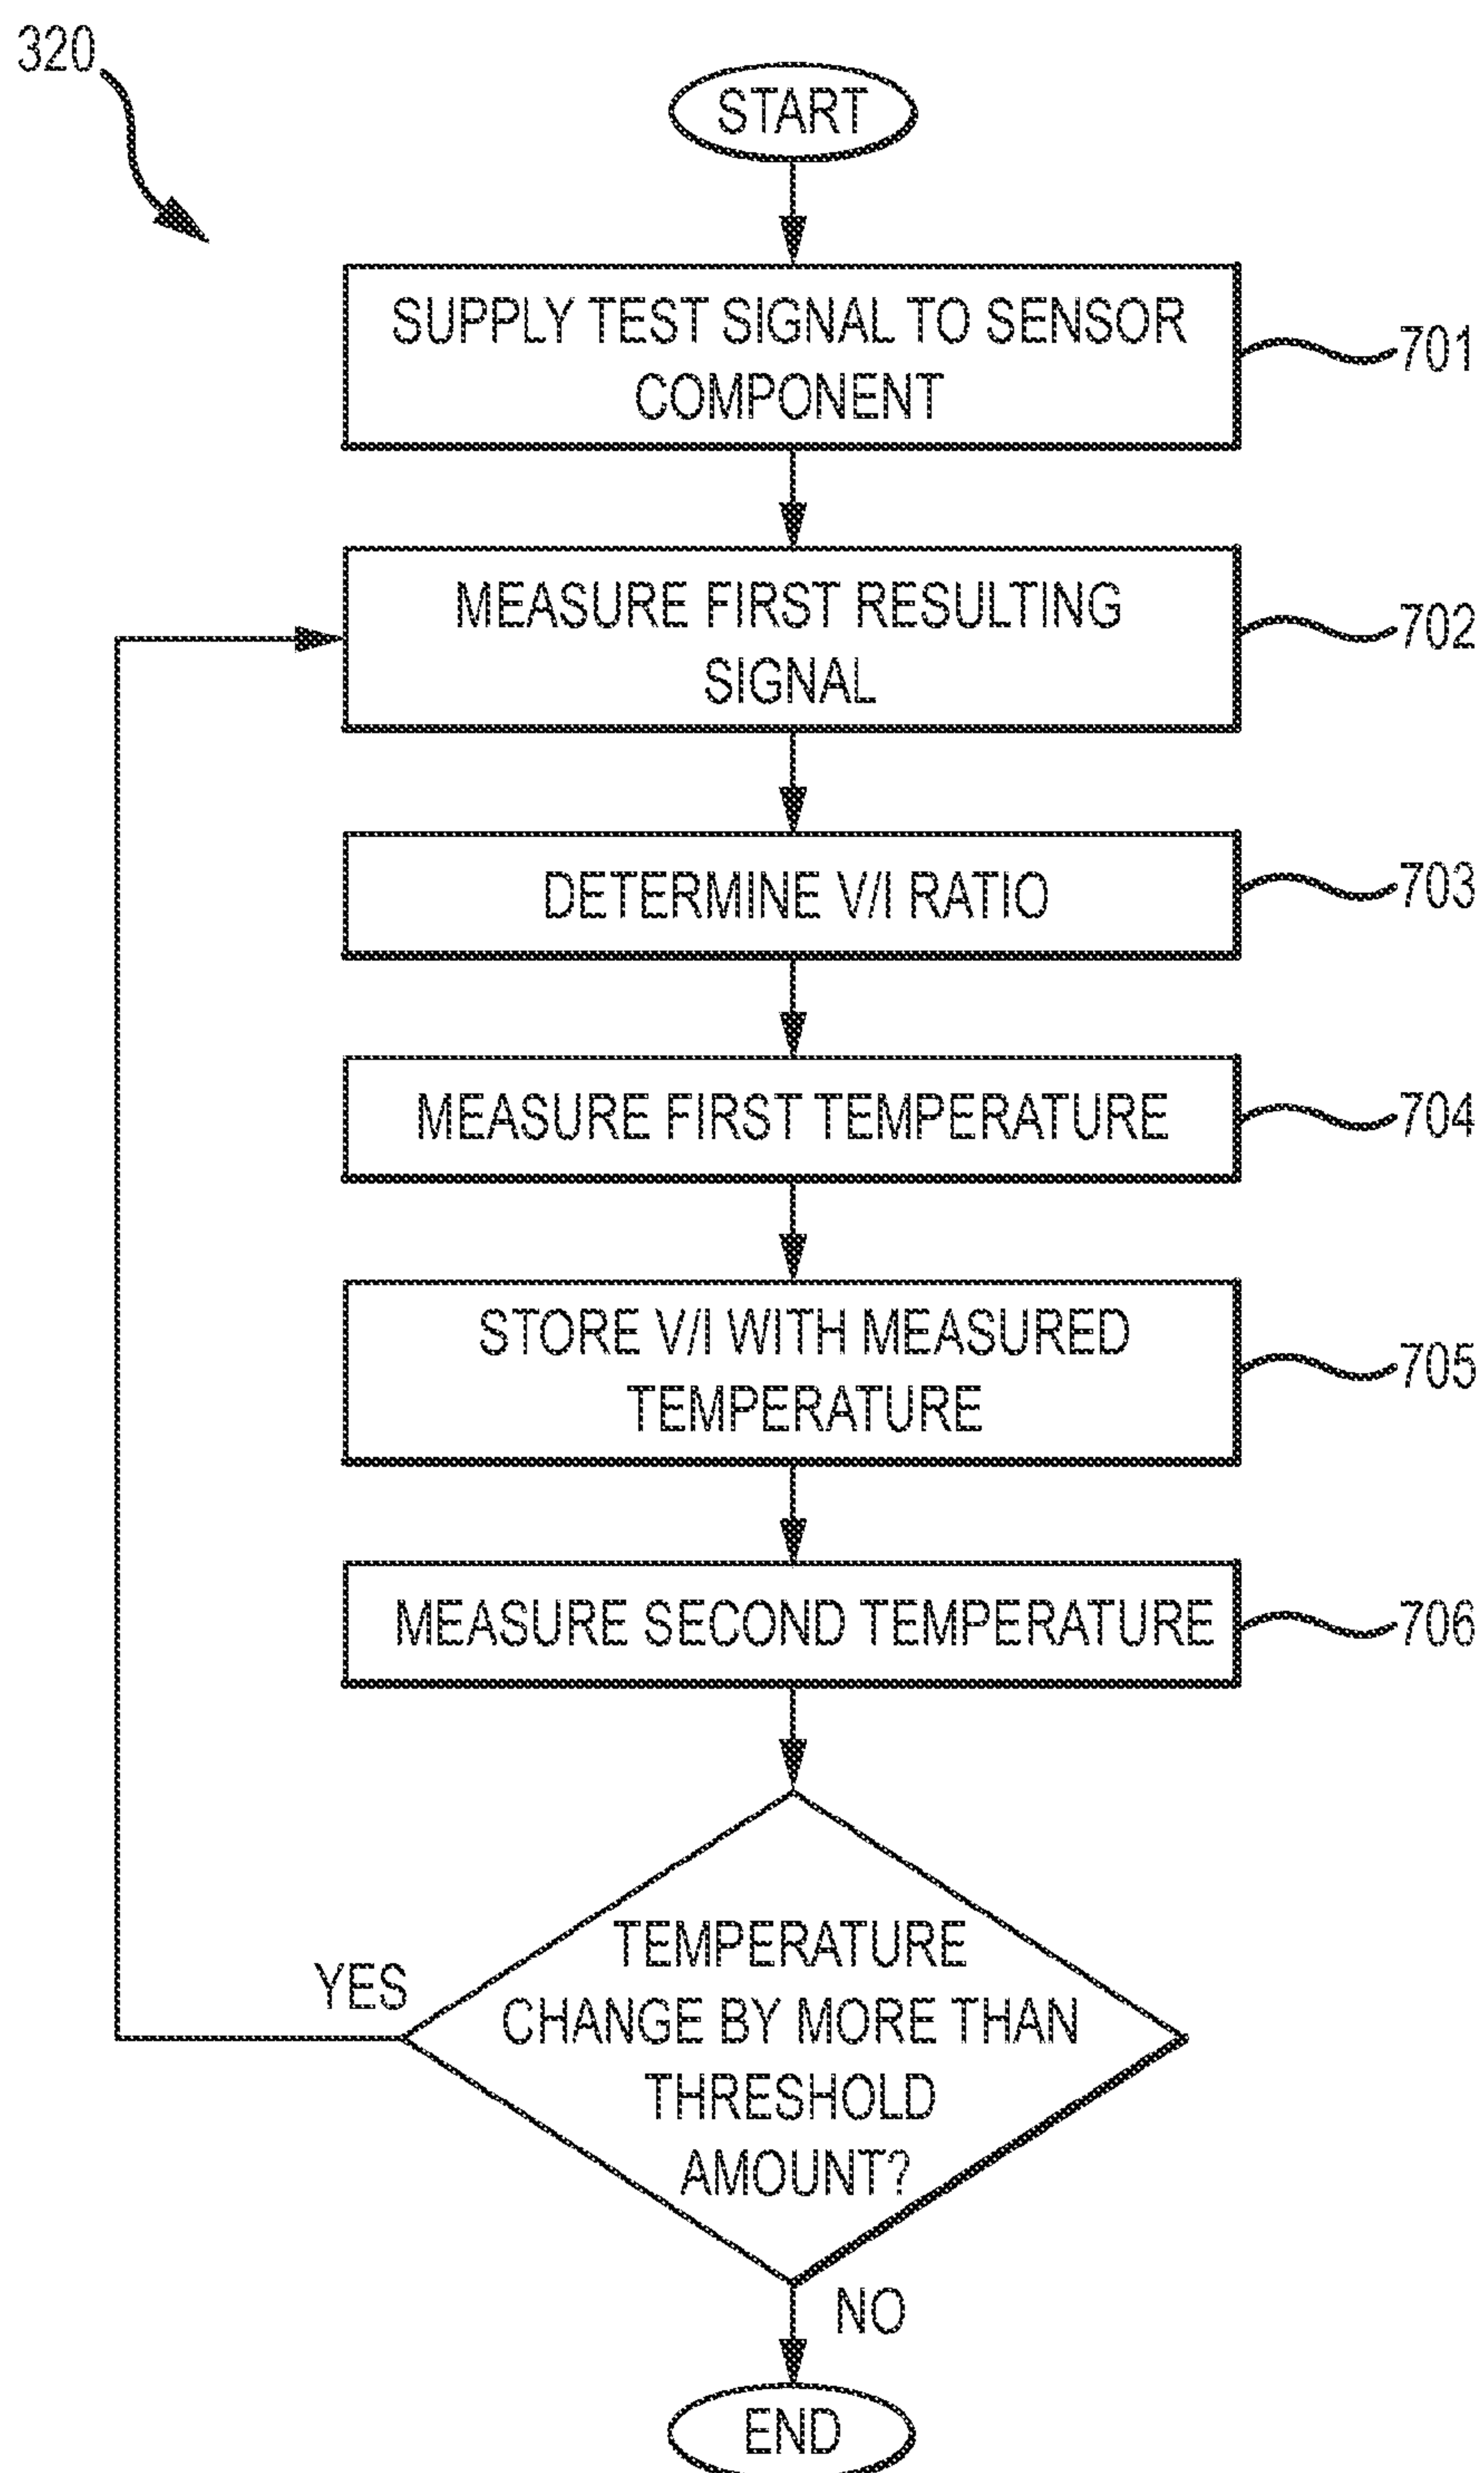 320
START
SUPPLY TEST SIGNAL TO SENSOR
COMPONENT
701
MEASURE FIRST RESULTING
SIGNAL
702
DETERMINE V/I RATIO
703
MEASURE FIRST TEMPERATURE
704
STORE V/I WITH MEASURED
TEMPERATURE
705
MEASURE SECOND TEMPERATURE
706
TEMPERATURE
CHANGE BY MORE THAN
THRESHOLD
AMOUNT?
YES
NO
END